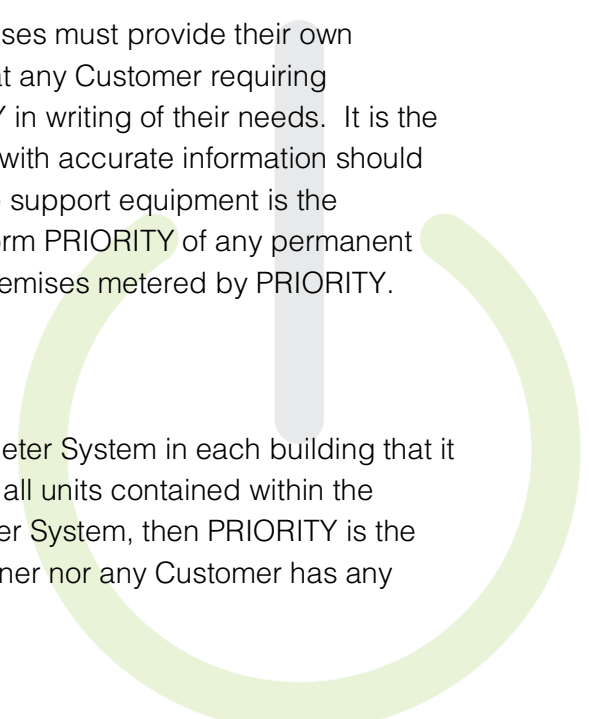 ses must provide their own
at any Customer requiring
Y in writing of their needs.  It is the
with accurate information should
support equipment is the
orm PRIORITY of any permanent
emises metered by PRIORITY.
eter System in each building that it
all units contained within the
er System, then PRIORITY is the
ner nor any Customer has any